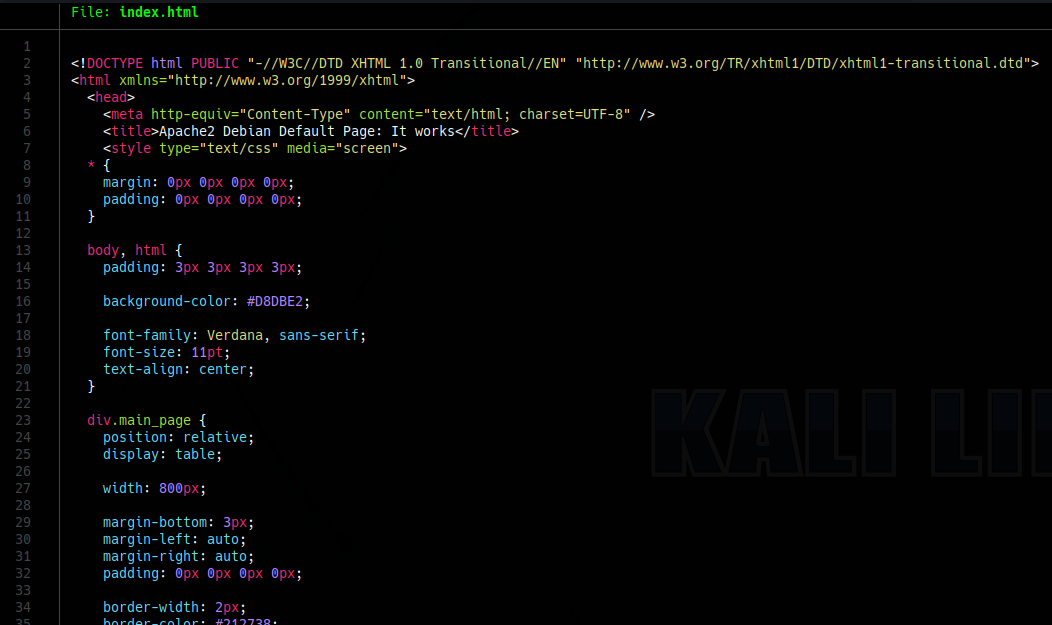 File: index.html
1
2 <!DOCTYPE html PUBLIC "-//W3C//DTD XHTML 1.0 Transitional//EN" "http://www.w3.org/TR/xhtml1/DTD/xhtml1-transitional.dtd">
3 <html xmlns="http://www.w3.org/1999/xhtml">
4   <head>
5     <meta http-equiv="Content-Type" content="text/html; charset=UTF-8" />
6     <title>Apache2 Debian Default Page: It works</title>
7     <style type="text/css" media="screen">
8   * {
9     margin: 0px 0px 0px 0px;
10     padding: 0px 0px 0px 0px;
11   }
12
13   body, html {
14     padding: 3px 3px 3px 3px;
15
16     background-color: #D8DBE2;
17
18     font-family: Verdana, sans-serif;
19     font-size: 11pt;
20     text-align: center;
21   }
22
23   div.main_page {
24     position: relative;
25     display: table;
26
27     width: 800px;
28
29     margin-bottom: 3px;
30     margin-left: auto;
31     margin-right: auto;
32     padding: 0px 0px 0px 0px;
33
34     border-width: 2px;
35     border-color: #212738;
KALI LI